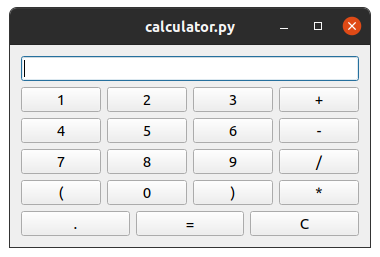 calculator.py
1 2 3 +
4 5 6 -
7 8 9 /
( 0 ) *
. = C